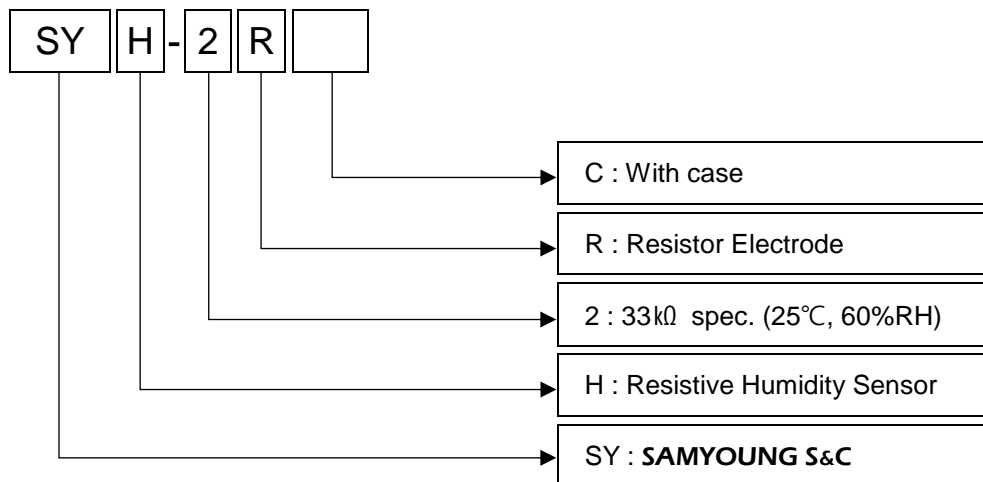 SY H - 2 R
C : With case
R : Resistor Electrode
2 : 33㏀ spec. (25℃, 60%RH)
H : Resistive Humidity Sensor
SY : SAMYOUNG S&C